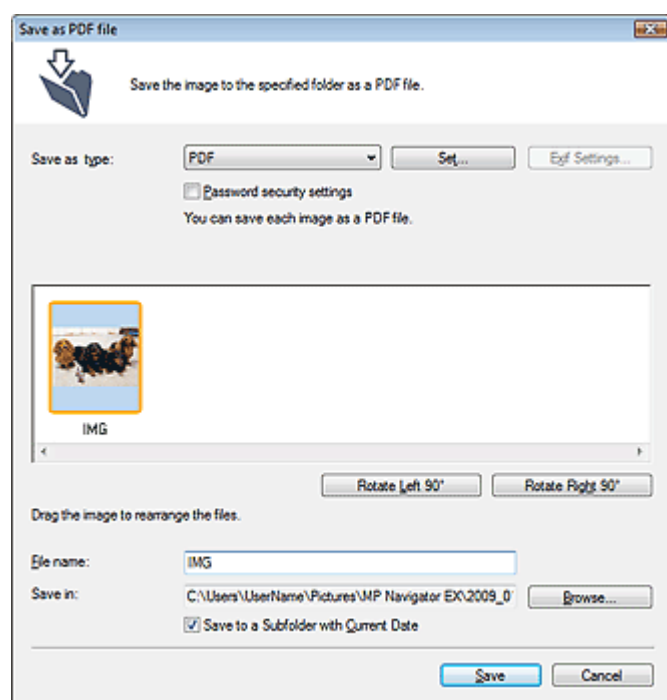 Save as PDF file
Save the image to the specified folder as a PDF file.
Save as type: PDF Set... Exif Settings...
Password security settings
You can save each image as a PDF file.
IMG
Rotate Left 90° Rotate Right 90°
Drag the image to rearrange the files.
File name: IMG
Save in: C:\Users\UserName\Pictures\MP Navigator EX\2009_0 Browse...
Save to a Subfolder with Current Date
Save Cancel